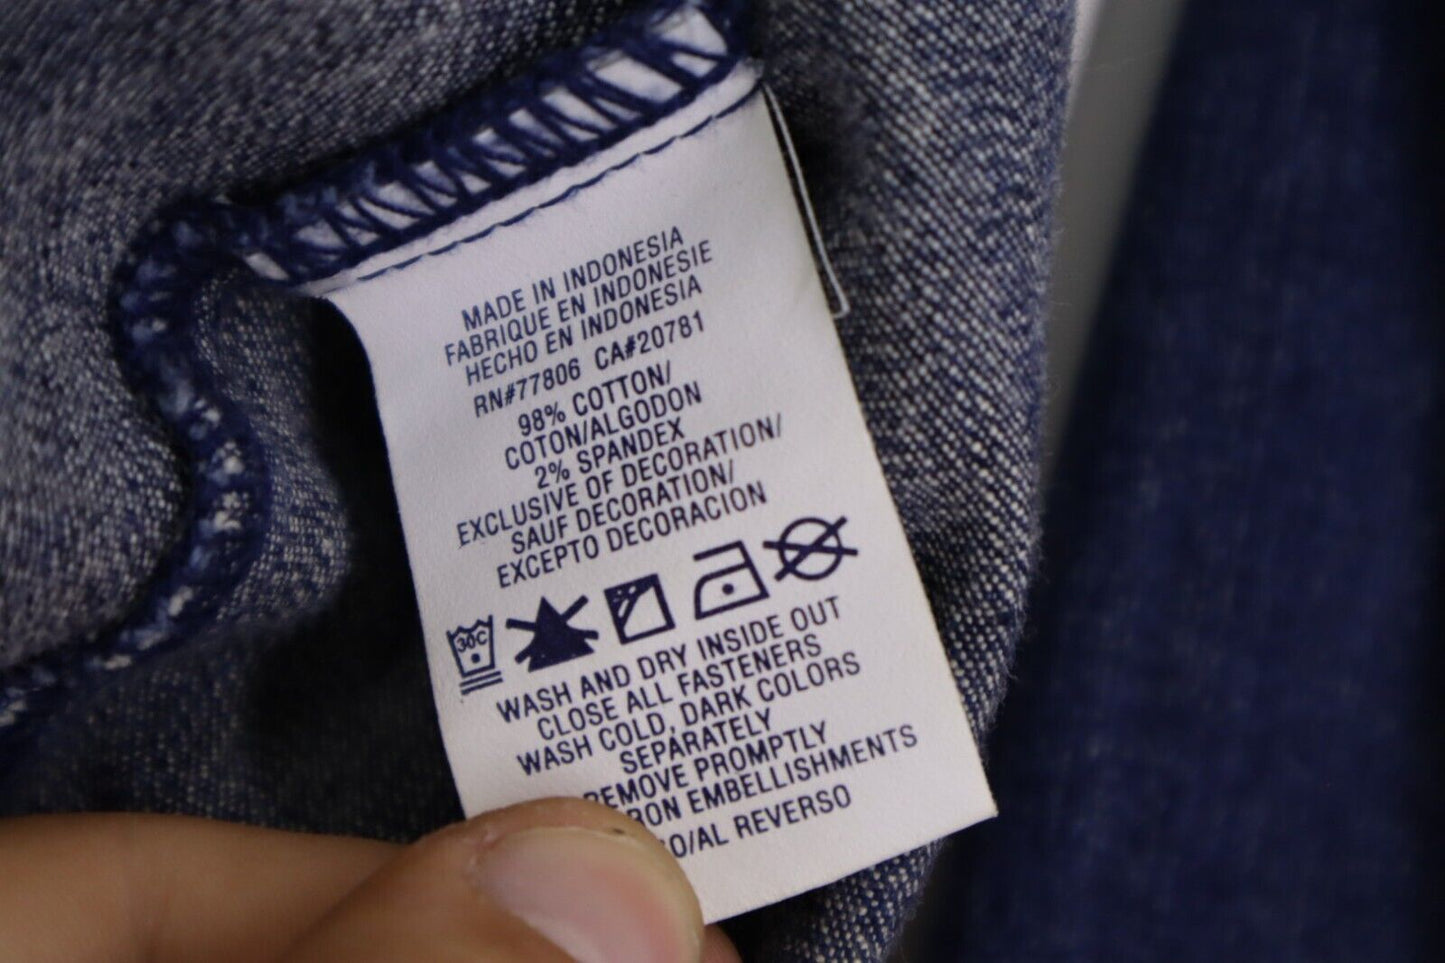 MADE IN INDONESIA
FABRIQUE EN INDONESIE
HECHO EN INDONESIA
RN#77806 CA#20781
98% COTTON/
COTON/ALGODON
2% SPANDEX
EXCLUSIVE OF DECORATION/
SAUF DECORATION/
EXCEPTO DECORACION
30C
WASH AND DRY INSIDE OUT
CLOSE ALL FASTENERS
WASH COLD, DARK COLORS
SEPARATELY
REMOVE PROMPTLY
EMBELLISHMENTS
/AL REVERSO